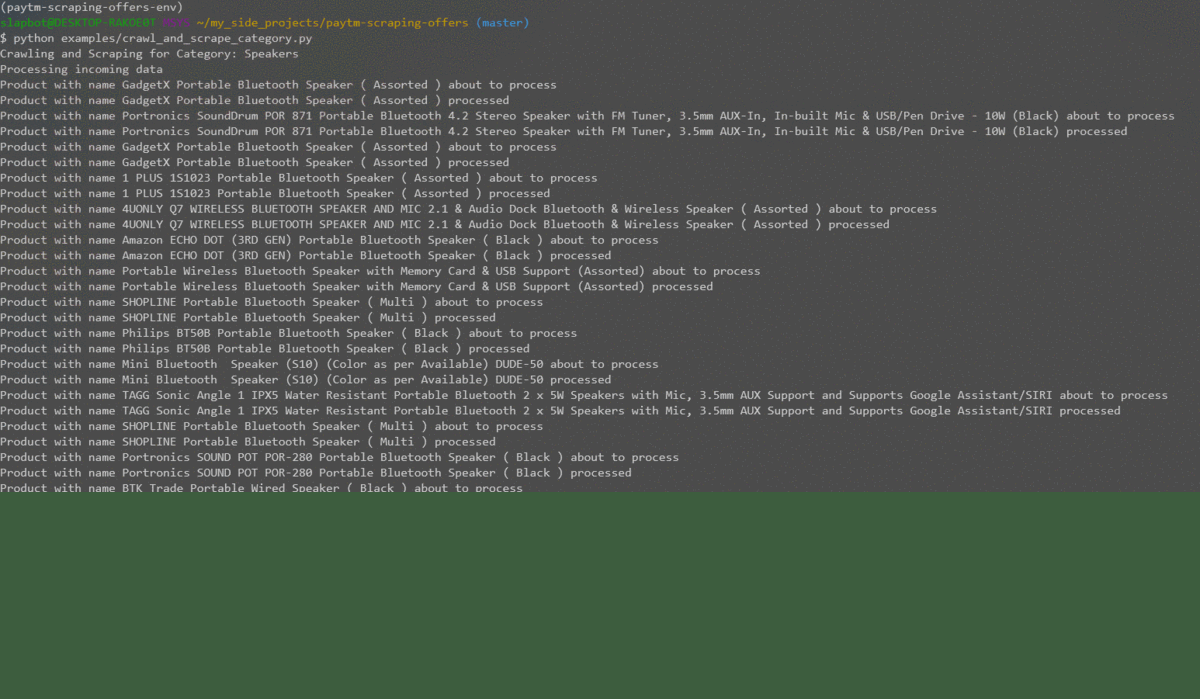 (paytm-scraping-offers-env)
slapbot@DESKTOP-RAKOE0T ~/my_side_projects/paytm-scraping-offers (master)
$ python examples/crawl_and_scrape_category.py
Crawling and Scraping for Category: Speakers
Processing incoming data
Product with name GadgetX Portable Bluetooth Speaker ( Assorted ) about to process
Product with name GadgetX Portable Bluetooth Speaker ( Assorted ) processed
Product with name Portronics SoundDrum POR 871 Portable Bluetooth 4.2 Stereo Speaker with FM Tuner, 3.5mm AUX-In, In-built Mic & USB/Pen Drive - 10W (Black) about to process
Product with name Portronics SoundDrum POR 871 Portable Bluetooth 4.2 Stereo Speaker with FM Tuner, 3.5mm AUX-In, In-built Mic & USB/Pen Drive - 10W (Black) processed
Product with name GadgetX Portable Bluetooth Speaker ( Assorted ) about to process
Product with name GadgetX Portable Bluetooth Speaker ( Assorted ) processed
Product with name 1 PLUS 1S1023 Portable Bluetooth Speaker ( Assorted ) about to process
Product with name 1 PLUS 1S1023 Portable Bluetooth Speaker ( Assorted ) processed
Product with name 4UONLY Q7 WIRELESS BLUETOOTH SPEAKER AND MIC 2.1 & Audio Dock Bluetooth & Wireless Speaker ( Assorted ) about to process
Product with name 4UONLY Q7 WIRELESS BLUETOOTH SPEAKER AND MIC 2.1 & Audio Dock Bluetooth & Wireless Speaker ( Assorted ) processed
Product with name Amazon ECHO DOT (3RD GEN) Portable Bluetooth Speaker ( Black ) about to process
Product with name Amazon ECHO DOT (3RD GEN) Portable Bluetooth Speaker ( Black ) processed
Product with name Portable Wireless Bluetooth Speaker with Memory Card & USB Support (Assorted) about to process
Product with name Portable Wireless Bluetooth Speaker with Memory Card & USB Support (Assorted) processed
Product with name SHOPLINE Portable Bluetooth Speaker ( Multi ) about to process
Product with name SHOPLINE Portable Bluetooth Speaker ( Multi ) processed
Product with name Philips BT50B Portable Bluetooth Speaker ( Black ) about to process
Product with name Philips BT50B Portable Bluetooth Speaker ( Black ) processed
Product with name Mini Bluetooth  Speaker (S10) (Color as per Available) DUDE-50 about to process
Product with name Mini Bluetooth  Speaker (S10) (Color as per Available) DUDE-50 processed
Product with name TAGG Sonic Angle 1 IPX5 Water Resistant Portable Bluetooth 2 x 5W Speakers with Mic, 3.5mm AUX Support and Supports Google Assistant/SIRI about to process
Product with name TAGG Sonic Angle 1 IPX5 Water Resistant Portable Bluetooth 2 x 5W Speakers with Mic, 3.5mm AUX Support and Supports Google Assistant/SIRI processed
Product with name SHOPLINE Portable Bluetooth Speaker ( Multi ) about to process
Product with name SHOPLINE Portable Bluetooth Speaker ( Multi ) processed
Product with name Portronics SOUND POT POR-280 Portable Bluetooth Speaker ( Black ) about to process
Product with name Portronics SOUND POT POR-280 Portable Bluetooth Speaker ( Black ) processed
Product with name BTK Trade Portable Wired Speaker ( Black ) about to process